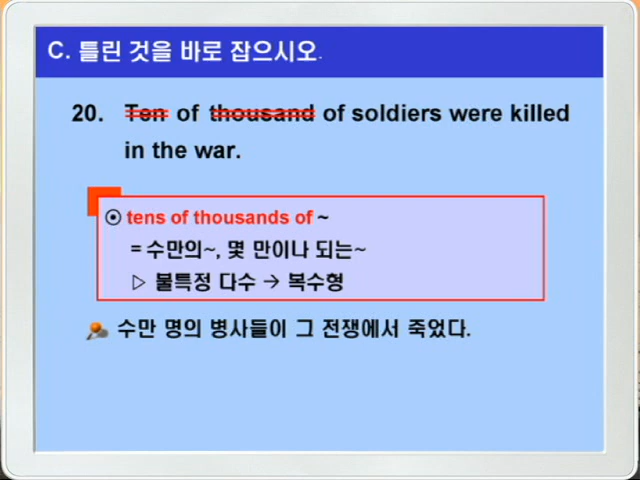 C. 틀린 것을 바로 잡으시오.
20. Ten of thousand of soldiers were killed
in the war.
tens of thousands of ~
= 수만의~, 몇 만이나 되는~
▷ 불특정 다수 → 복수형
수만 명의 병사들이 그 전쟁에서 죽었다.